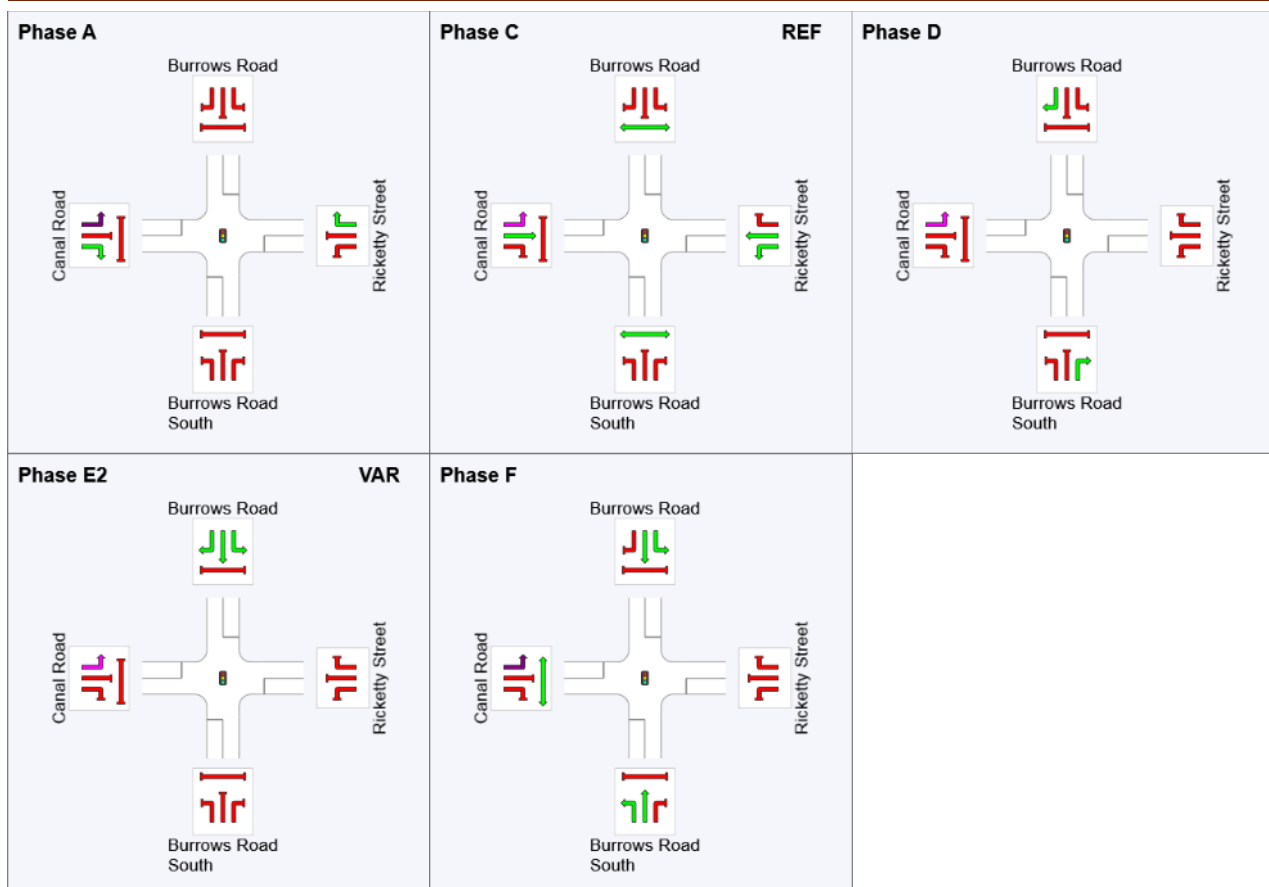 Phase A
Burrows Road
Canal Road
Ricketty Street
Burrows Road
South
Phase C
REF
Burrows Road
Canal Road
Ricketty Street
Burrows Road
South
Phase D
Burrows Road
Canal Road
Ricketty Street
Burrows Road
South
Phase E2
VAR
Burrows Road
Canal Road
Ricketty Street
Burrows Road
South
Phase F
Burrows Road
Canal Road
Ricketty Street
Burrows Road
South